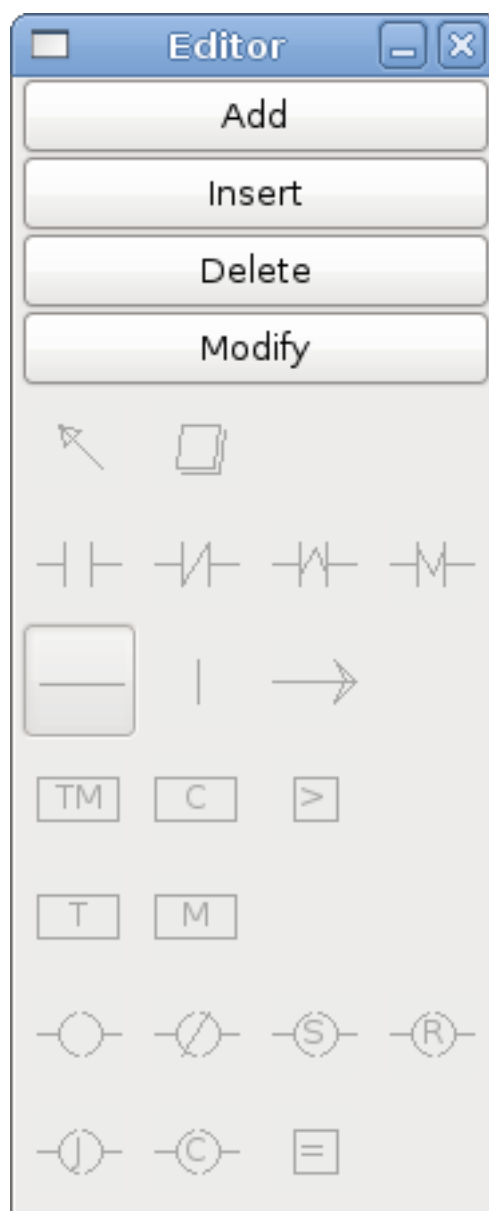 Editor
Add
Insert
Delete
Modify
TM C >
T M
S R
J C =